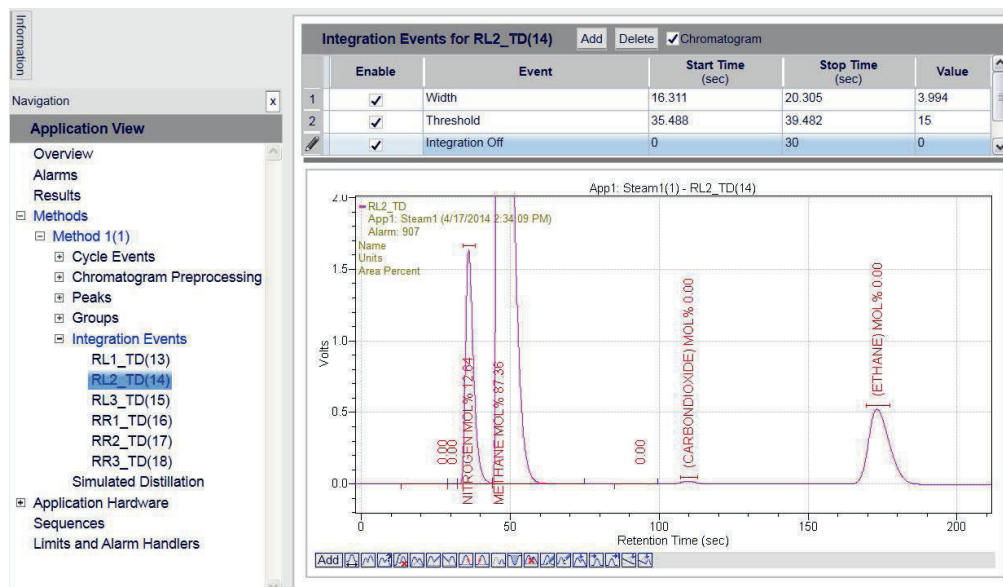 Information
Navigation
x
Application View
Overview
Alarms
Results
Methods
Method 1(1)
Cycle Events
Chromatogram Preprocessing
Peaks
Groups
Integration Events
RL1_TD(13)
RL2_TD(14)
RL3_TD(15)
RR1_TD(16)
RR2_TD(17)
RR3_TD(18)
Simulated Distillation
Application Hardware
Sequences
Limits and Alarm Handlers
Integration Events for RL2_TD(14) Add Delete Chromatogram
Enable Event Start Time (sec) Stop Time (sec) Value
1 Width 16.311 20.305 3.994
2 Threshold 35.488 39.482 15
Integration Off 0 30 0
App1: Steam1(1) - RL2_TD(14)
RL2_TD
App1: Steam1 (4/17/2014 2:34:09 PM)
Alarm: 907
Name
Units
Area Percent
Volts
2.0
1.5
1.0
0.5
0.0
0.00
0.00
NITROGEN MOL% 12.64
METHANE MOL% 87.36
0.00
(CARBONDIOXIDE) MOL% 0.00
(ETHANE) MOL% 0.00
0 50 100 150 200
Retention Time (sec)
Add